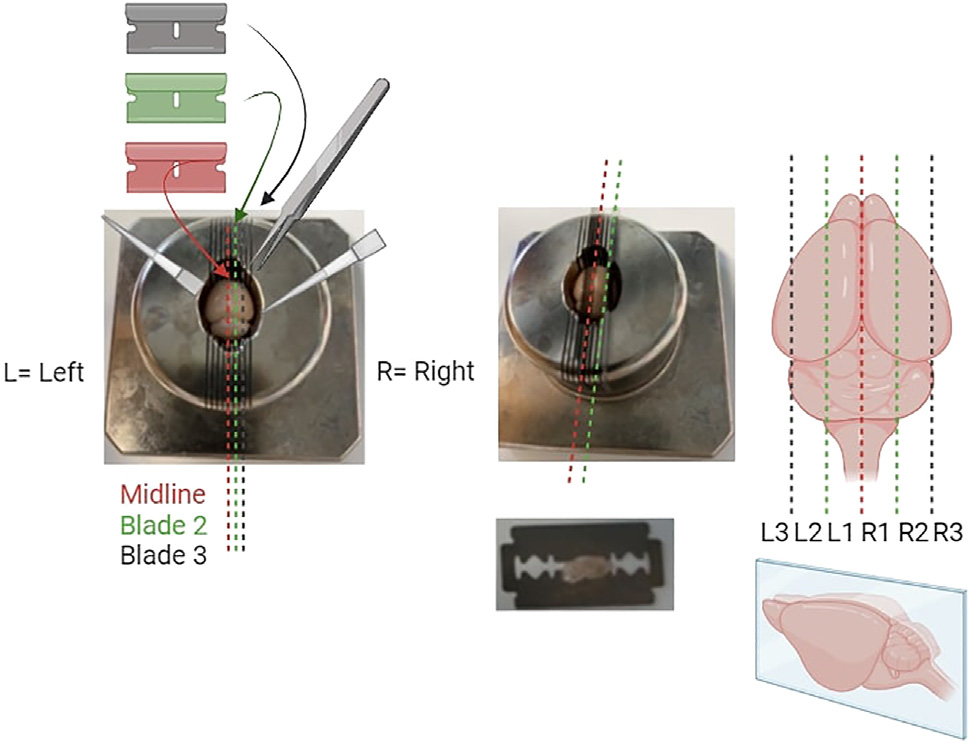 L= Left
R= Right
Midline
Blade 2
Blade 3
L3 L2 L1 R1 R2 R3